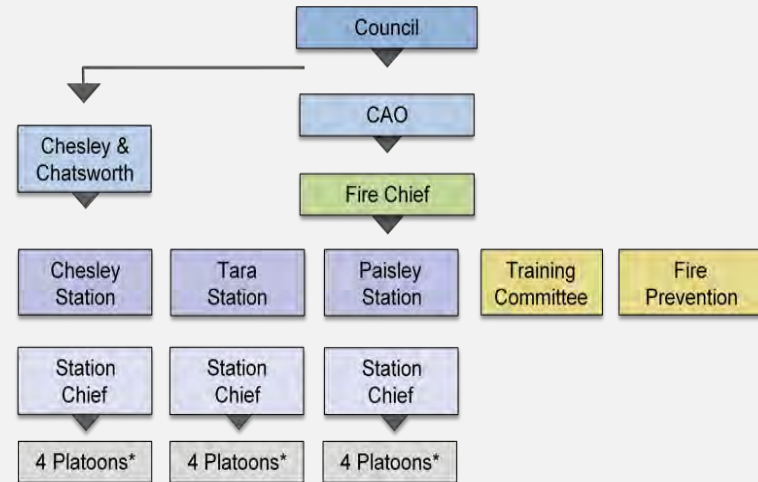 Council
CAO
Chesley &
Chatsworth
Fire Chief
Chesley
Station
Tara
Station
Paisley
Station
Training
Committee
Fire
Prevention
Station
Chief
Station
Chief
Station
Chief
4 Platoons*
4 Platoons*
4 Platoons*